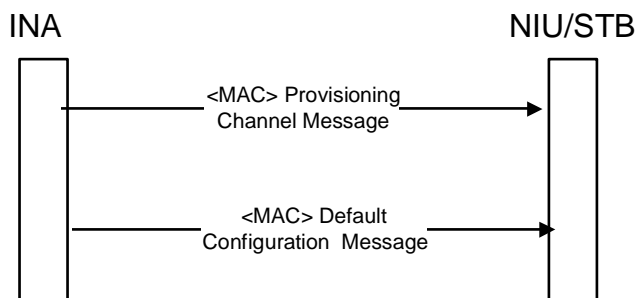 INA
NIU/STB
<MAC> Provisioning
Channel Message
<MAC> Default
Configuration Message